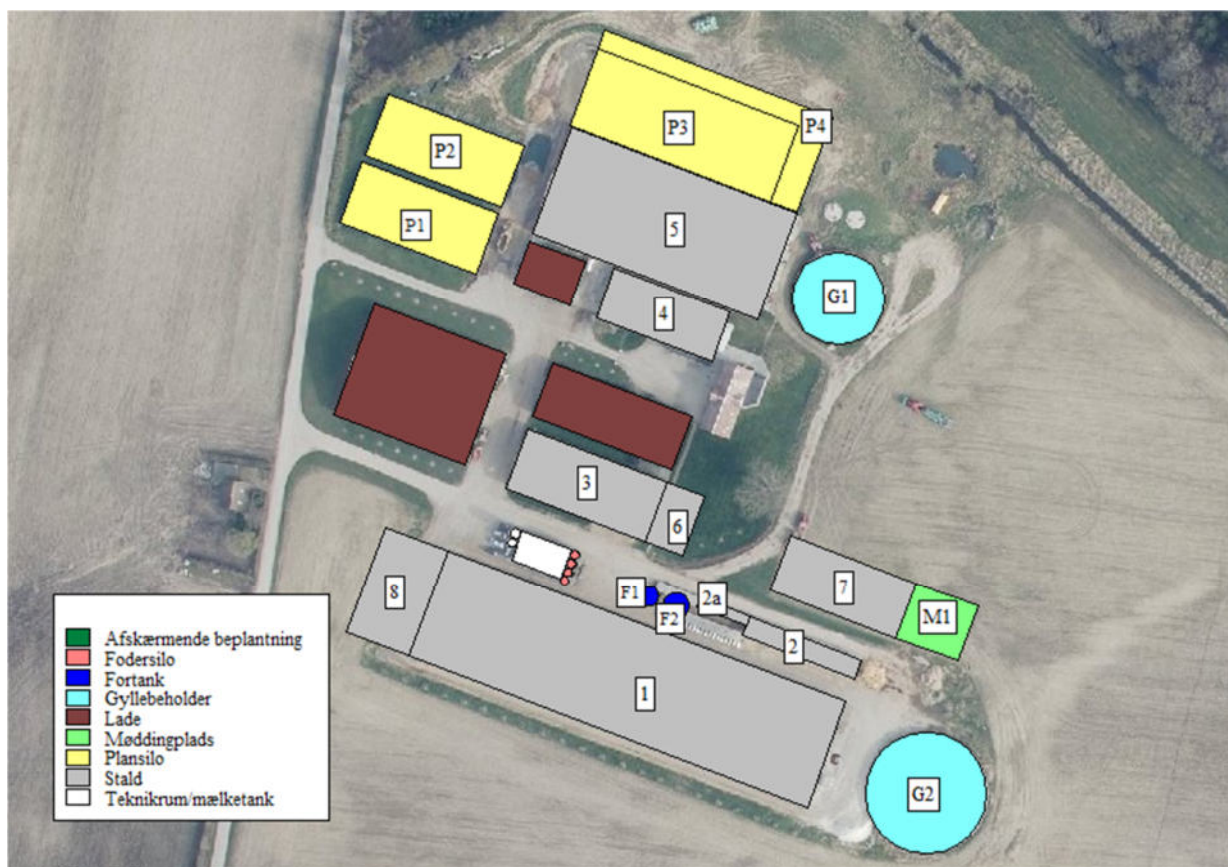 P4
P3
P2
P1
5
G1
4
3
6
7
8
F1
2a
F2
M1
2
1
G2
Afskærmende beplantning
Fodersilo
Fortank
Gyllebeholder
Lade
Møddingplads
Plansilo
Stald
Teknikrum/mælketank